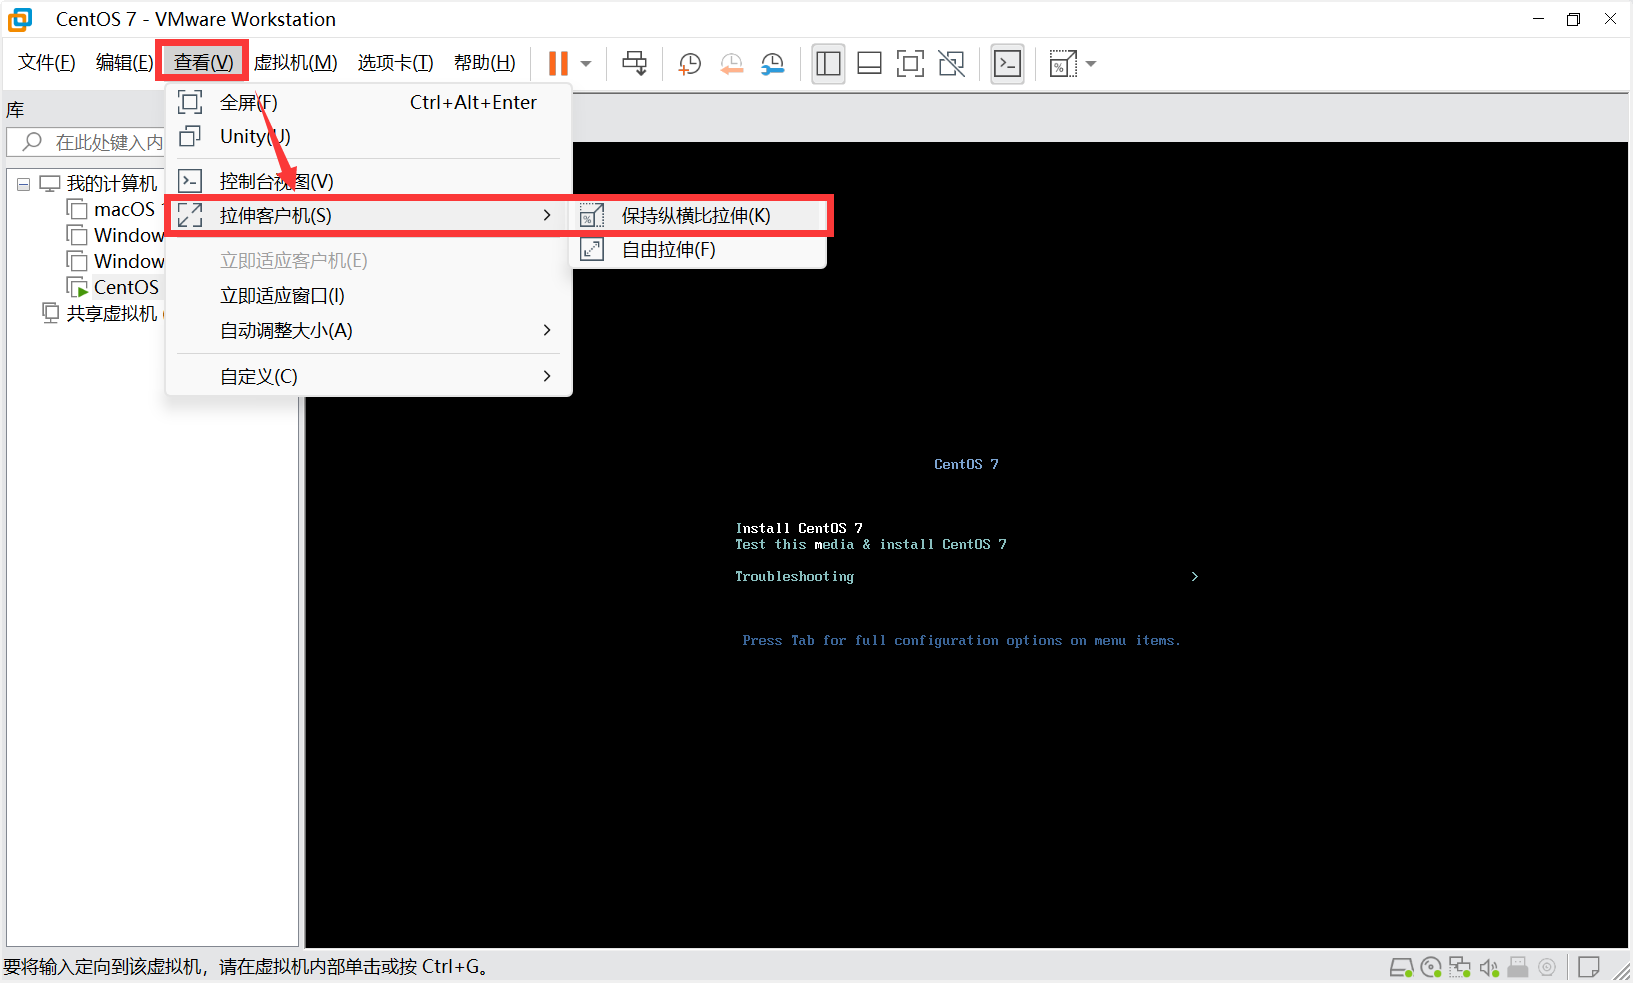 CentOS 7 - VMware Workstation
文件(F) 编辑(E) 查看(V) 虚拟机(M) 选项卡(T) 帮助(H)
库
在此处键入内
我的计算机
macOS
Window
Window
CentOS
共享虚拟机
全屏(F) Ctrl+Alt+Enter
Unity(U)
控制台视图(V)
拉伸客户机(S)
保持纵横比拉伸(K)
自由拉伸(F)
立即适应客户机(E)
立即适应窗口(I)
自动调整大小(A)
自定义(C)
CentOS 7
Install CentOS 7
Test this media & install CentOS 7
Troubleshooting >
Press Tab for full configuration options on menu items.
要将输入定向到该虚拟机，请在虚拟机内部单击或按 Ctrl+G。